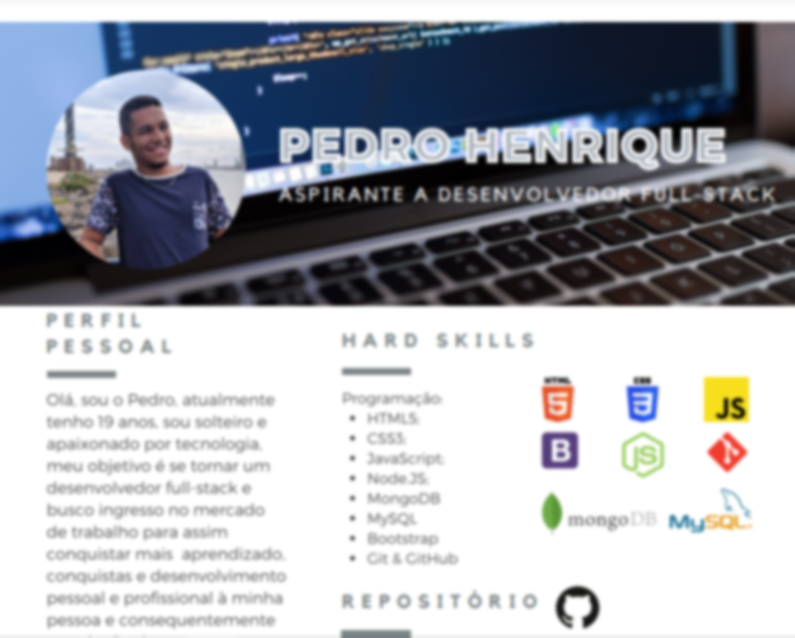 PEDRO HENRIQUE
ASPIRANTE A DESENVOLVEDOR FULL-STACK
PERFIL
PESSOAL
Olá, sou o Pedro, atualmente
tenho 19 anos, sou solteiro e
apaixonado por tecnologia,
meu objetivo é se tornar um
desenvolvedor full-stack e
busco ingresso no mercado
de trabalho para assim
conquistar mais aprendizado,
conquistas e desenvolvimento
pessoal e profissional à minha
pessoa e consequentemente
HARD SKILLS
Programação:
• HTML5;
• CSS3;
• JavaScript;
• NodeJS;
• MongoDB
• MySQL
• Bootstrap
• Git & GitHub
HTML
5
CSS
3
JS
B
JS
mongoDB
MySQL
REPOSITÓRIO